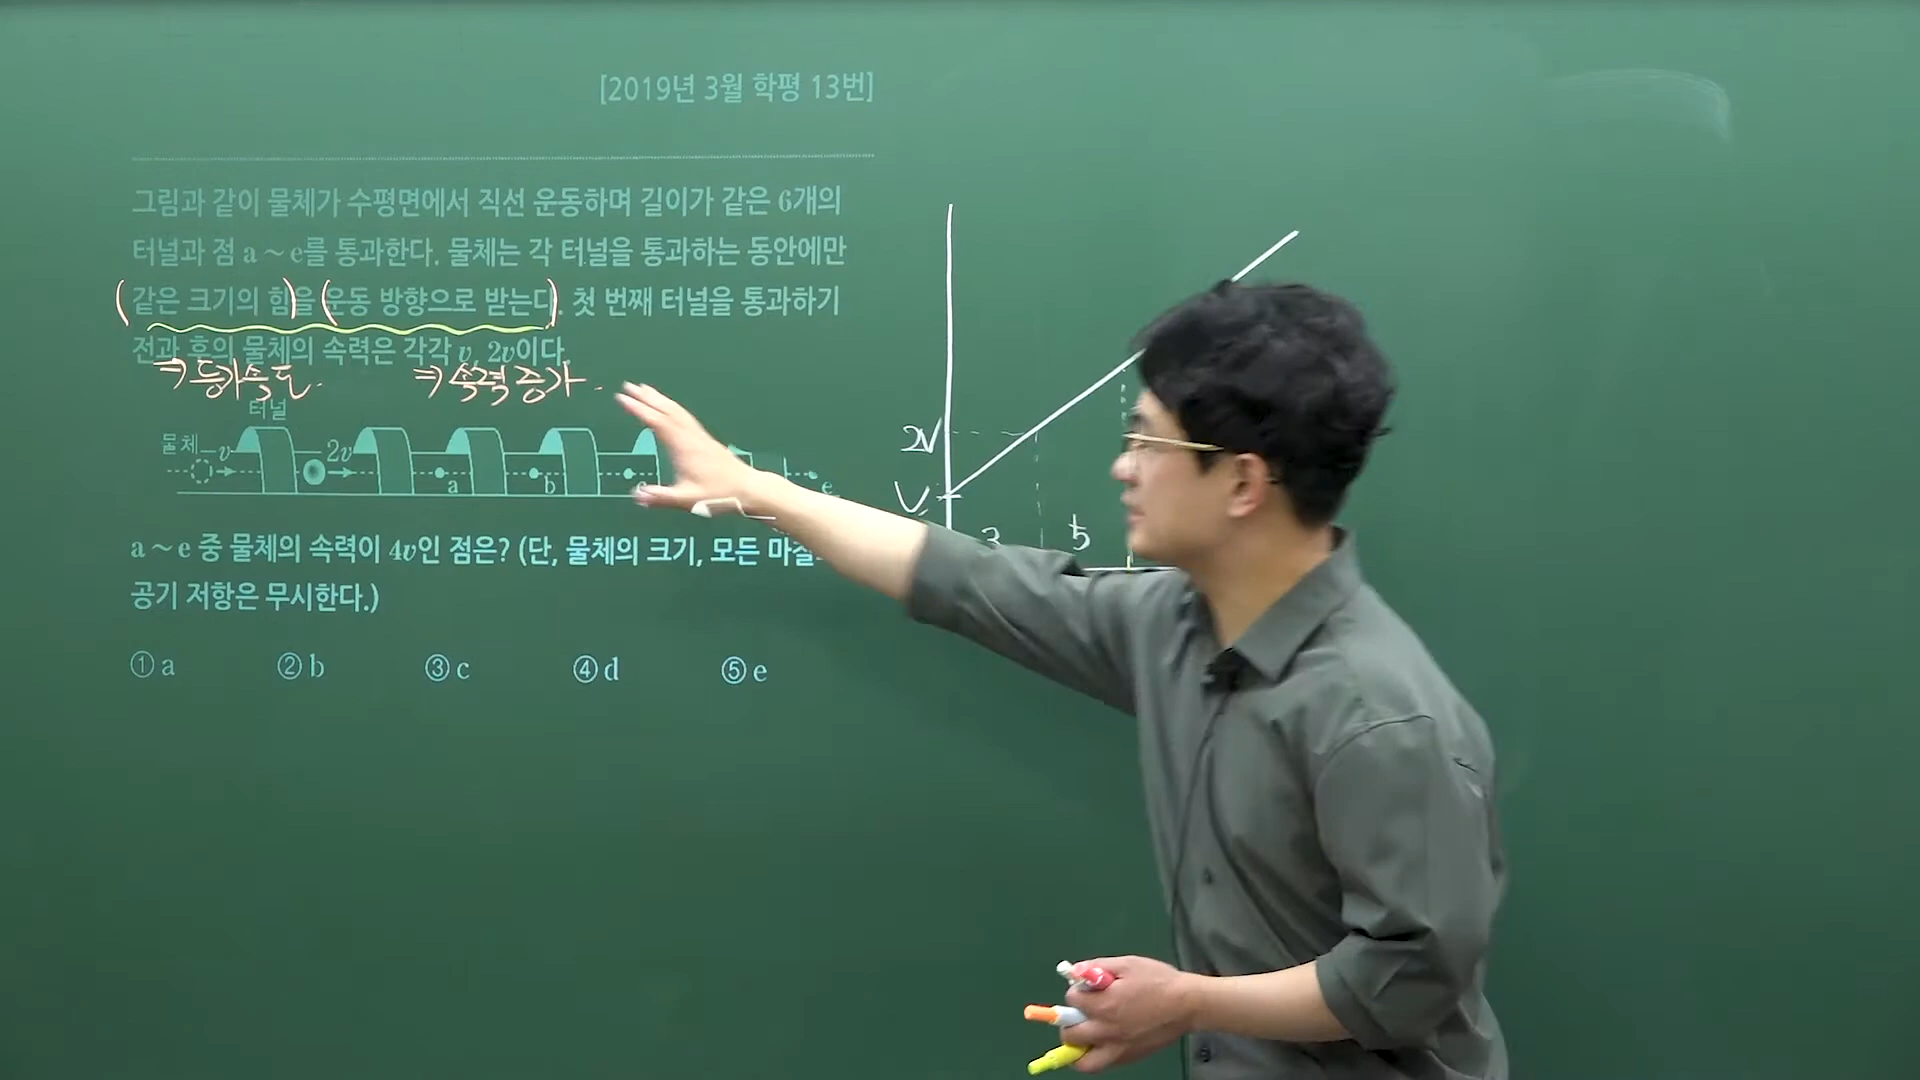 [2019년 3월 학평 13번]
그림과 같이 물체가 수평면에서 직선 운동하며 길이가 같은 6개의
터널과 점 a ~ e를 통과한다. 물체는 각 터널을 통과하는 동안에만
(같은 크기의 힘)을 (운동 방향으로 받는다). 첫 번째 터널을 통과하기
전과 후의 물체의 속력은 각각 v, 2v이다.
⇒ 등가속도.
⇒ 속력 증가.
터널
물체 v 2v a b c e
a ~ e 중 물체의 속력이 4v인 점은? (단, 물체의 크기, 모든
공기 저항은 무시한다.)
① a ② b ③ c ④ d ⑤ e
2V
V
3 5